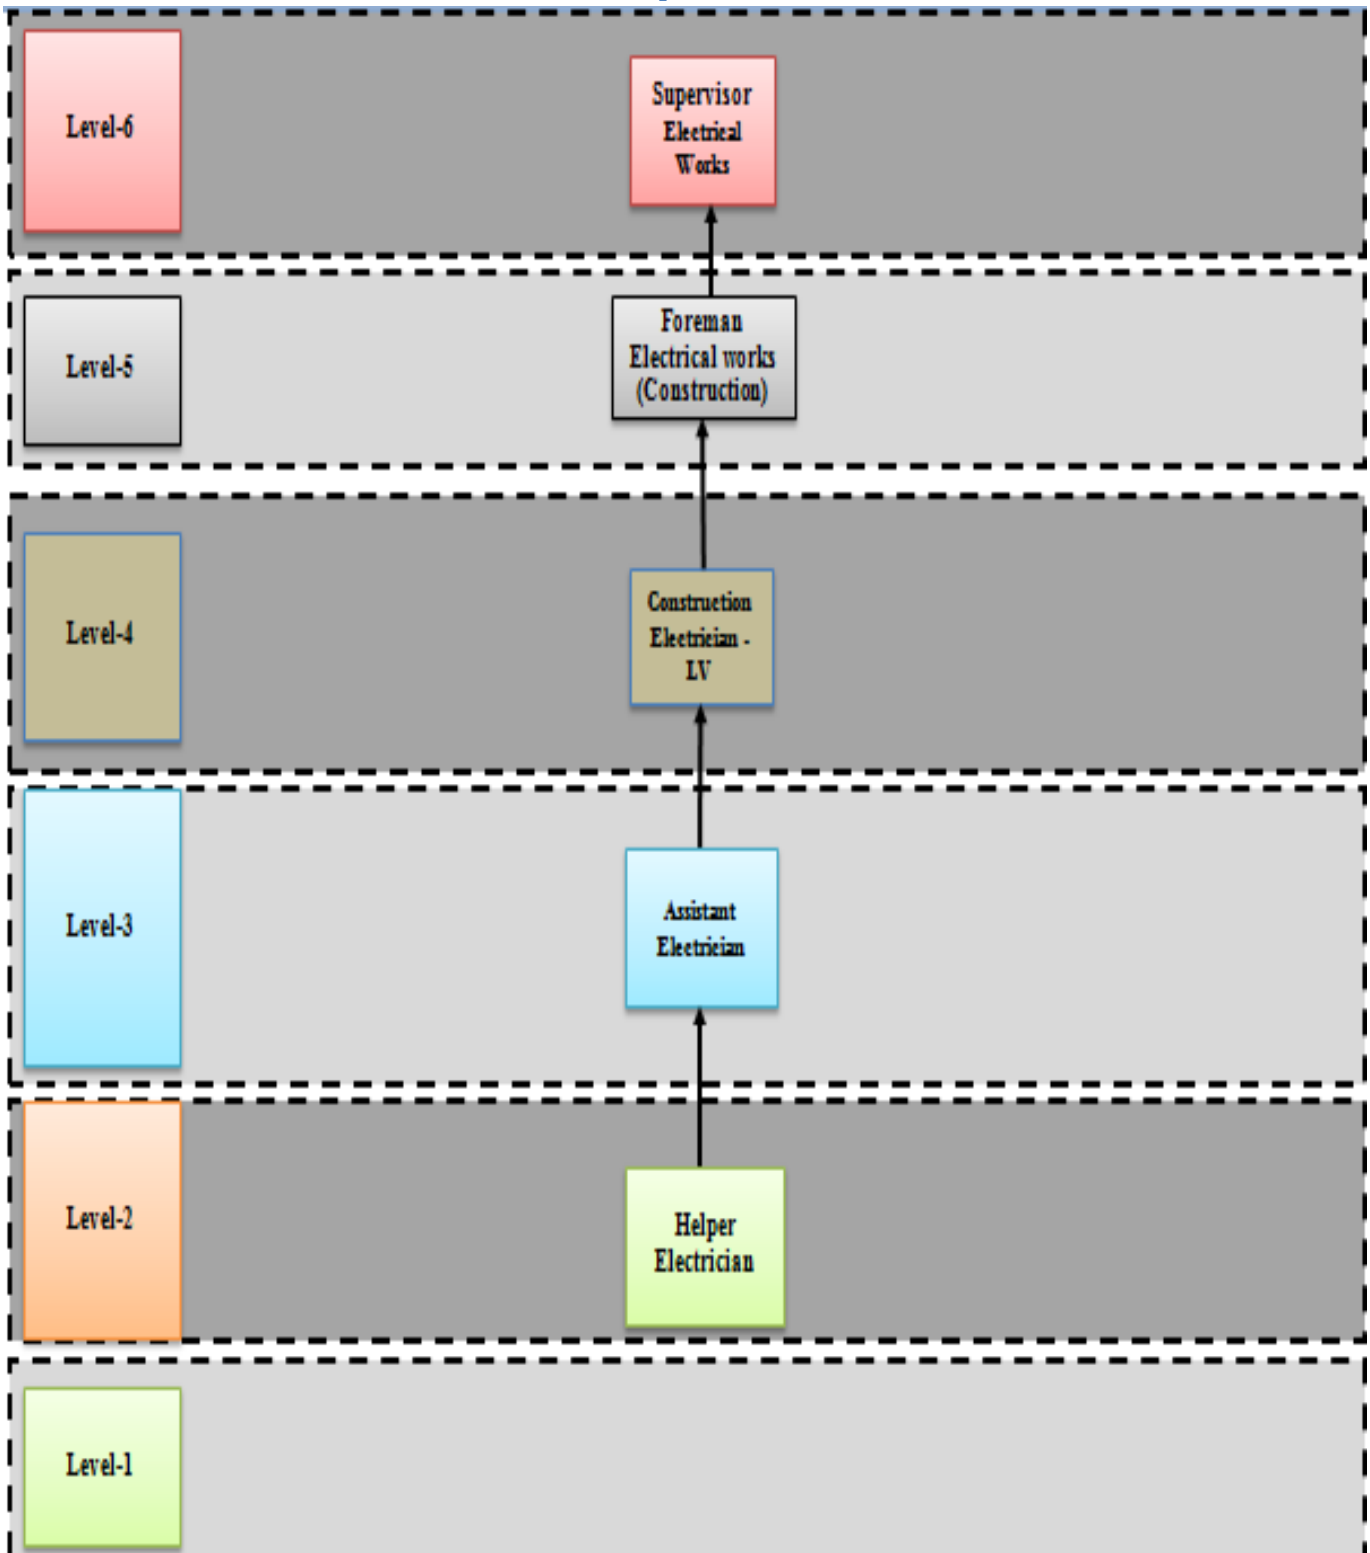 Level-6
Supervisor
Electrical
Works
Level-5
Foreman
Electrical works
(Construction)
Level-4
Construction
Electrician -
LV
Level-3
Assistant
Electrician
Level-2
Helper
Electrician
Level-1